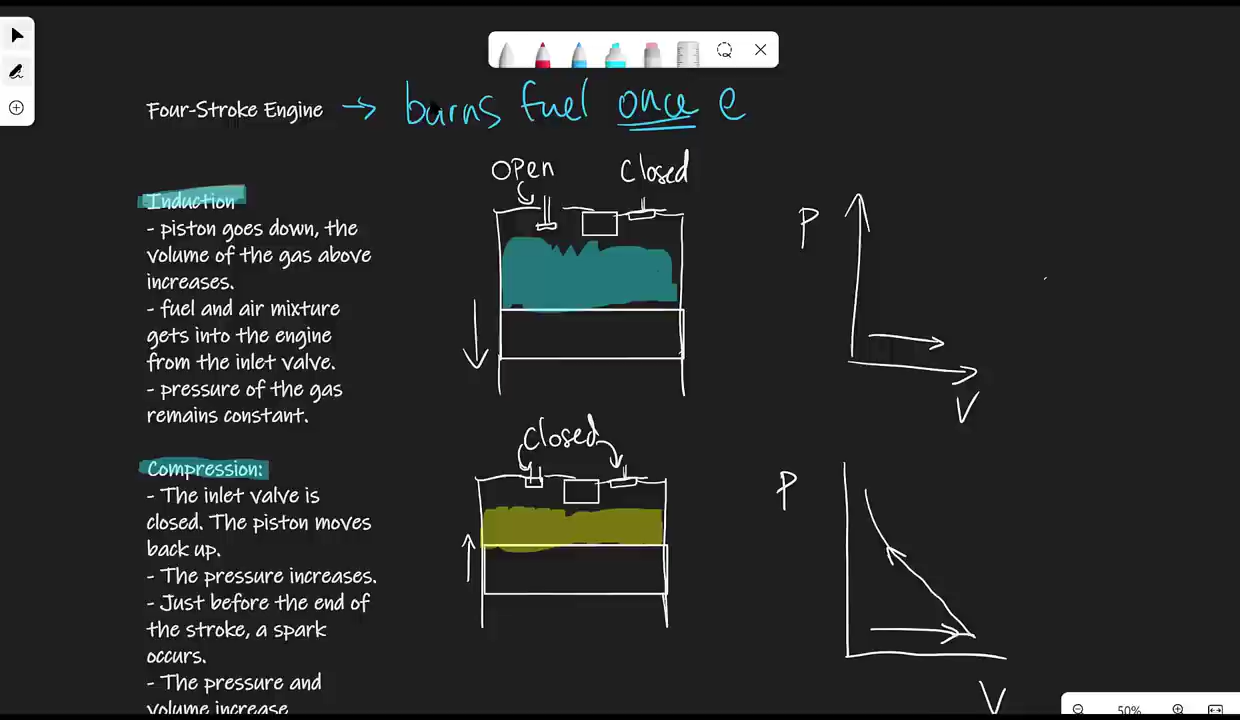 Four-Stroke Engine → burns fuel once e
OPEN
Closed
Induction
- piston goes down, the
volume of the gas above
increases.
- fuel and air mixture
gets into the engine
from the inlet valve.
- pressure of the gas
remains constant.
P
V
Closed
Compression:
- The inlet valve is
closed. The piston moves
back up.
- The pressure increases.
- Just before the end of
the stroke, a spark
occurs.
- The pressure and
volume increase
P
V
50%